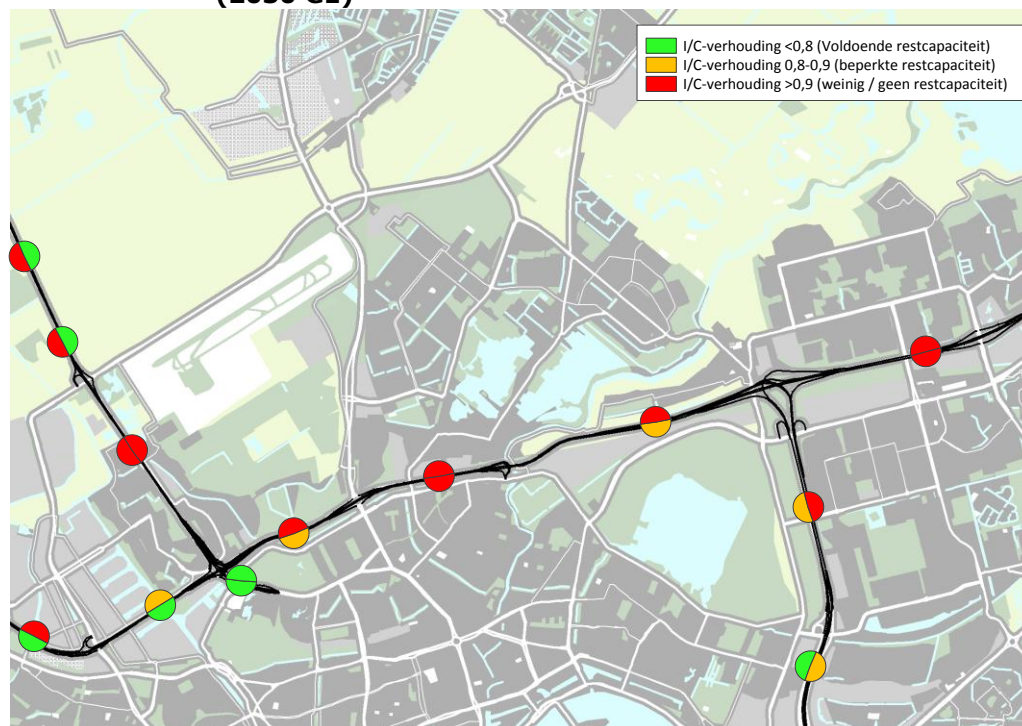 I/C-verhouding <0,8 (Voldoende restcapaciteit)
I/C-verhouding 0,8-0,9 (beperkte restcapaciteit)
I/C-verhouding >0,9 (weinig / geen restcapaciteit)